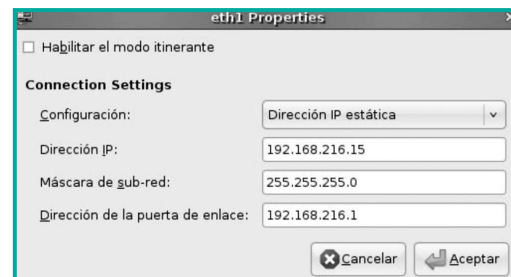 eth1 Properties
Habilitar el modo itinerante
Connection Settings
Configuración: Dirección IP estática
Dirección IP: 192.168.216.15
Máscara de sub-red: 255.255.255.0
Dirección de la puerta de enlace: 192.168.216.1
Cancelar Aceptar